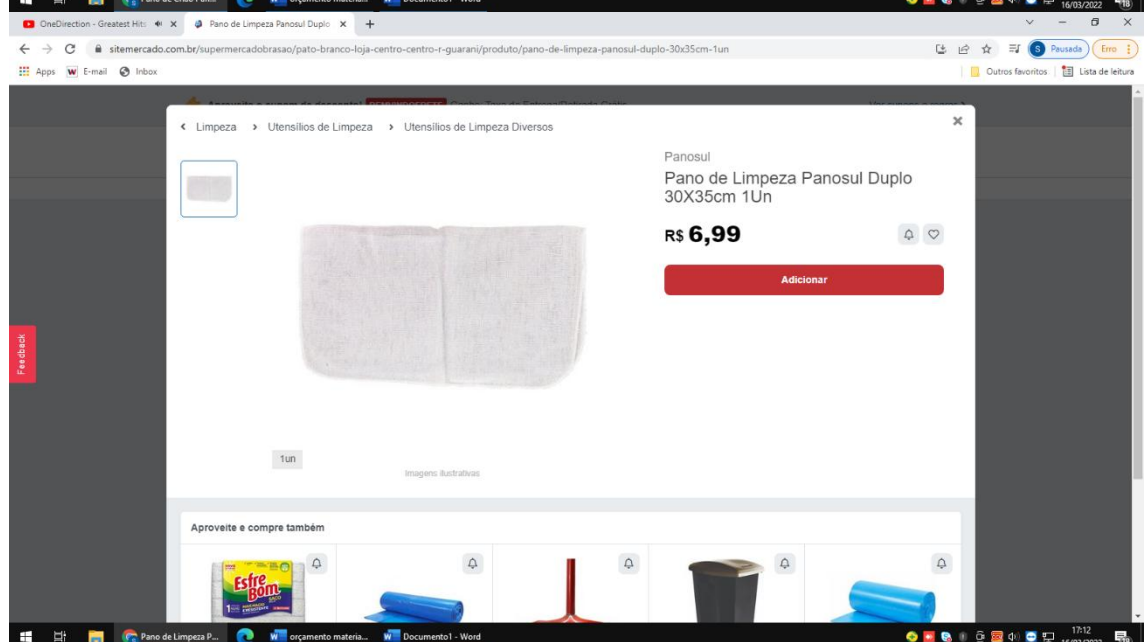 16/03/2022
18
OneDirection - Greatest Hits
Pano de Limpeza Panosul Duplo
sitemercado.com.br/supermercadobrasao/pato-branco-loja-centro-centro-r-guarani/produto/pano-de-limpeza-panosul-duplo-30x35cm-1un
S Pausada
Erro
Apps
E-mail
Inbox
Outros favoritos
Lista de leitura
Limpeza > Utensílios de Limpeza > Utensílios de Limpeza Diversos
Panosul
Pano de Limpeza Panosul Duplo
30X35cm 1Un
R$ 6,99
Adicionar
Feedback
1un
Imagens ilustrativas
Aproveite e compre também
Esfre
Bom
Pano de Limpeza P...
orçamento materia...
Documento1 - Word
17:12